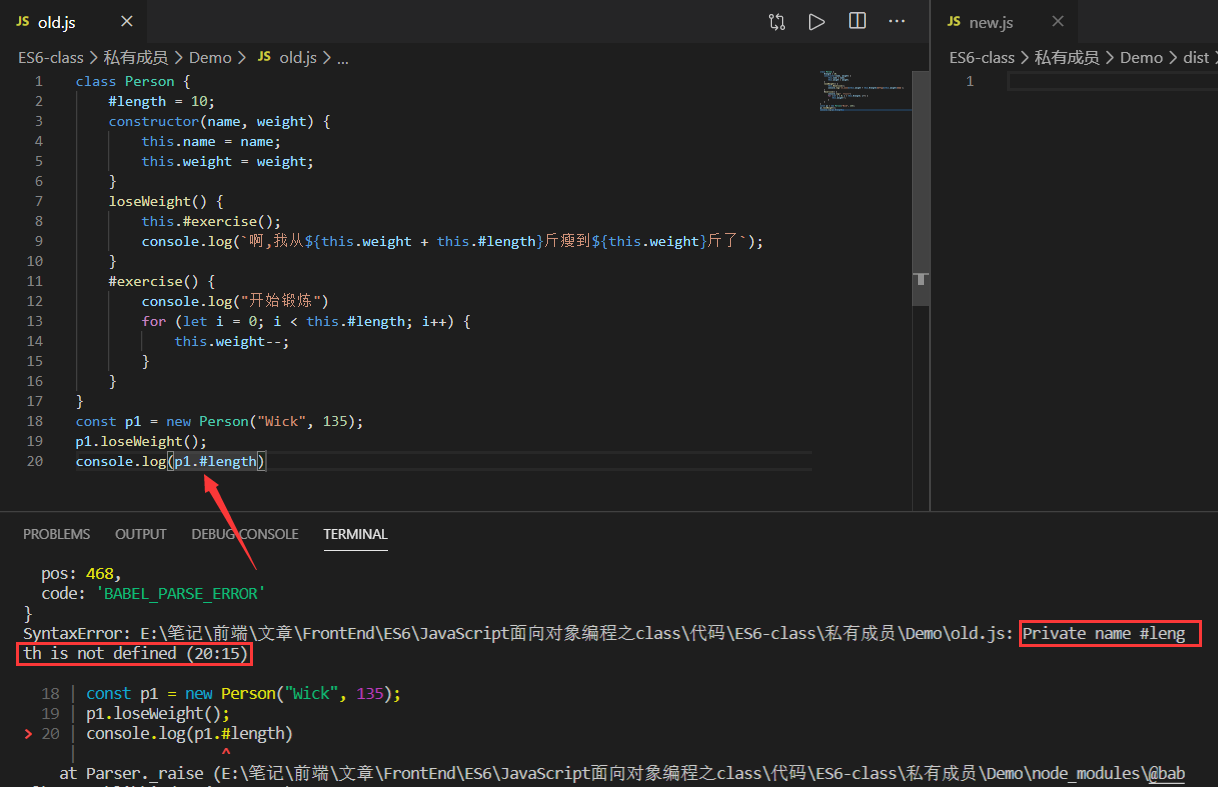 JS old.js ×
JS new.js ×
ES6-class > 私有成员 > Demo > JS old.js > ...
ES6-class > 私有成员 > Demo > dist >
1 class Person {
2 #length = 10;
3 constructor(name, weight) {
4 this.name = name;
5 this.weight = weight;
6 }
7 loseWeight() {
8 this.#exercise();
9 console.log(`啊,我从${this.weight + this.#length}斤瘦到${this.weight}斤了`);
10 }
11 #exercise() {
12 console.log("开始锻炼")
13 for (let i = 0; i < this.#length; i++) {
14 this.weight--;
15 }
16 }
17 }
18 const p1 = new Person("Wick", 135);
19 p1.loseWeight();
20 console.log(p1.#length)
1
PROBLEMS OUTPUT DEBUG CONSOLE TERMINAL
pos: 468,
code: 'BABEL_PARSE_ERROR'
}
SyntaxError: E:\笔记\前端\文章\FrontEnd\ES6\JavaScript面向对象编程之class\代码\ES6-class\私有成员\Demo\old.js: Private name #leng
th is not defined (20:15)
18 | const p1 = new Person("Wick", 135);
19 | p1.loseWeight();
> 20 | console.log(p1.#length)
| ^
at Parser._raise (E:\笔记\前端\文章\FrontEnd\ES6\JavaScript面向对象编程之class\代码\ES6-class\私有成员\Demo\node_modules\@bab